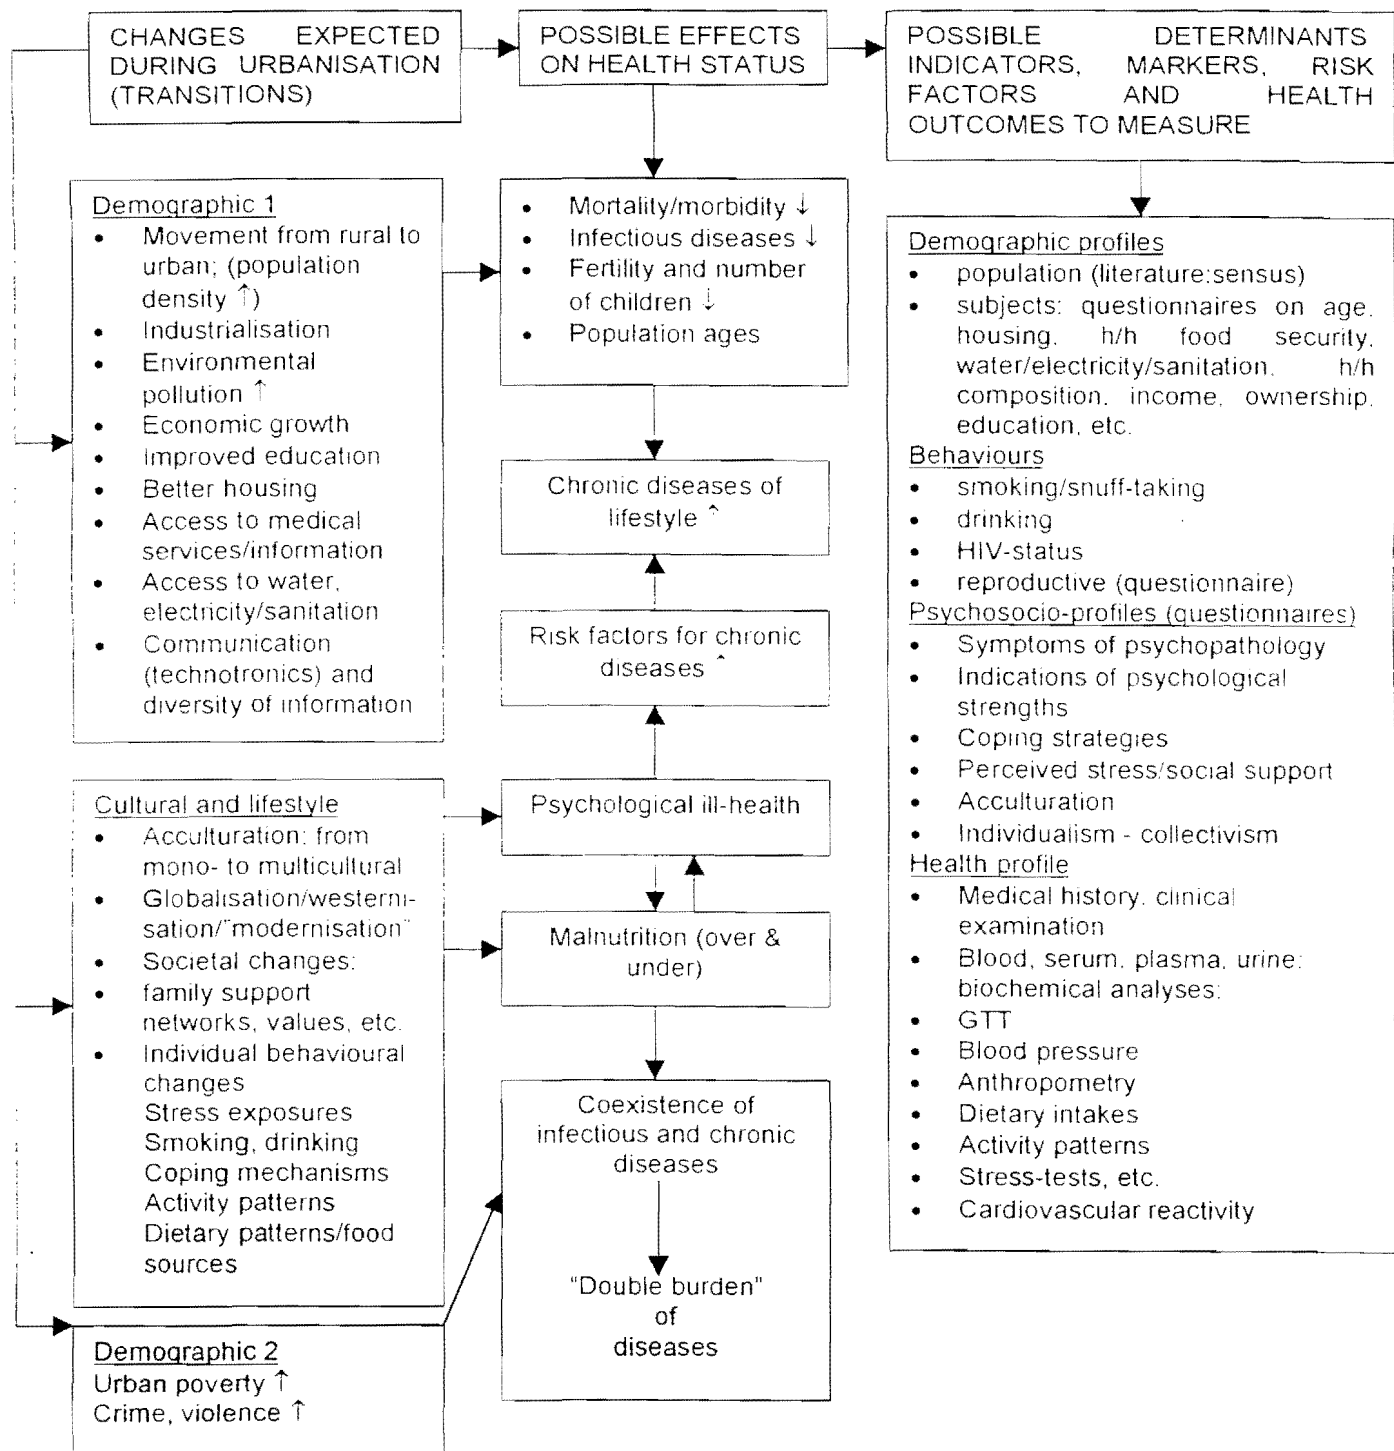 CHANGES EXPECTED
DURING URBANISATION
(TRANSITIONS)
POSSIBLE EFFECTS
ON HEALTH STATUS
POSSIBLE DETERMINANTS
INDICATORS, MARKERS, RISK
FACTORS AND HEALTH
OUTCOMES TO MEASURE
Demographic 1
• Movement from rural to
urban; (population
density ↑)
• Industrialisation
• Environmental
pollution ↑
• Economic growth
• Improved education
• Better housing
• Access to medical
services/information
• Access to water,
electricity/sanitation
• Communication
(technotronics) and
diversity of information
Cultural and lifestyle
• Acculturation: from
mono- to multicultural
• Globalisation/westerni-
sation/"modernisation"
• Societal changes:
• family support
networks, values, etc.
• Individual behavioural
changes
Stress exposures
Smoking, drinking
Coping mechanisms
Activity patterns
Dietary patterns/food
sources
Demographic 2
Urban poverty ↑
Crime, violence ↑
• Mortality/morbidity ↓
• Infectious diseases ↓
• Fertility and number
of children ↓
• Population ages
Chronic diseases of
lifestyle ↑
Risk factors for chronic
diseases ↑
Psychological ill-health
Malnutrition (over &
under)
Coexistence of
infectious and chronic
diseases
"Double burden"
of
diseases
Demographic profiles
• population (literature:sensus)
• subjects: questionnaires on age,
housing, h/h food security,
water/electricity/sanitation, h/h
composition, income, ownership,
education, etc.
Behaviours
• smoking/snuff-taking
• drinking
• HIV-status
• reproductive (questionnaire)
Psychosocio-profiles (questionnaires)
• Symptoms of psychopathology
• Indications of psychological
strengths
• Coping strategies
• Perceived stress/social support
• Acculturation
• Individualism - collectivism
Health profile
• Medical history, clinical
examination
• Blood, serum, plasma, urine:
biochemical analyses:
• GTT
• Blood pressure
• Anthropometry
• Dietary intakes
• Activity patterns
• Stress-tests, etc.
• Cardiovascular reactivity